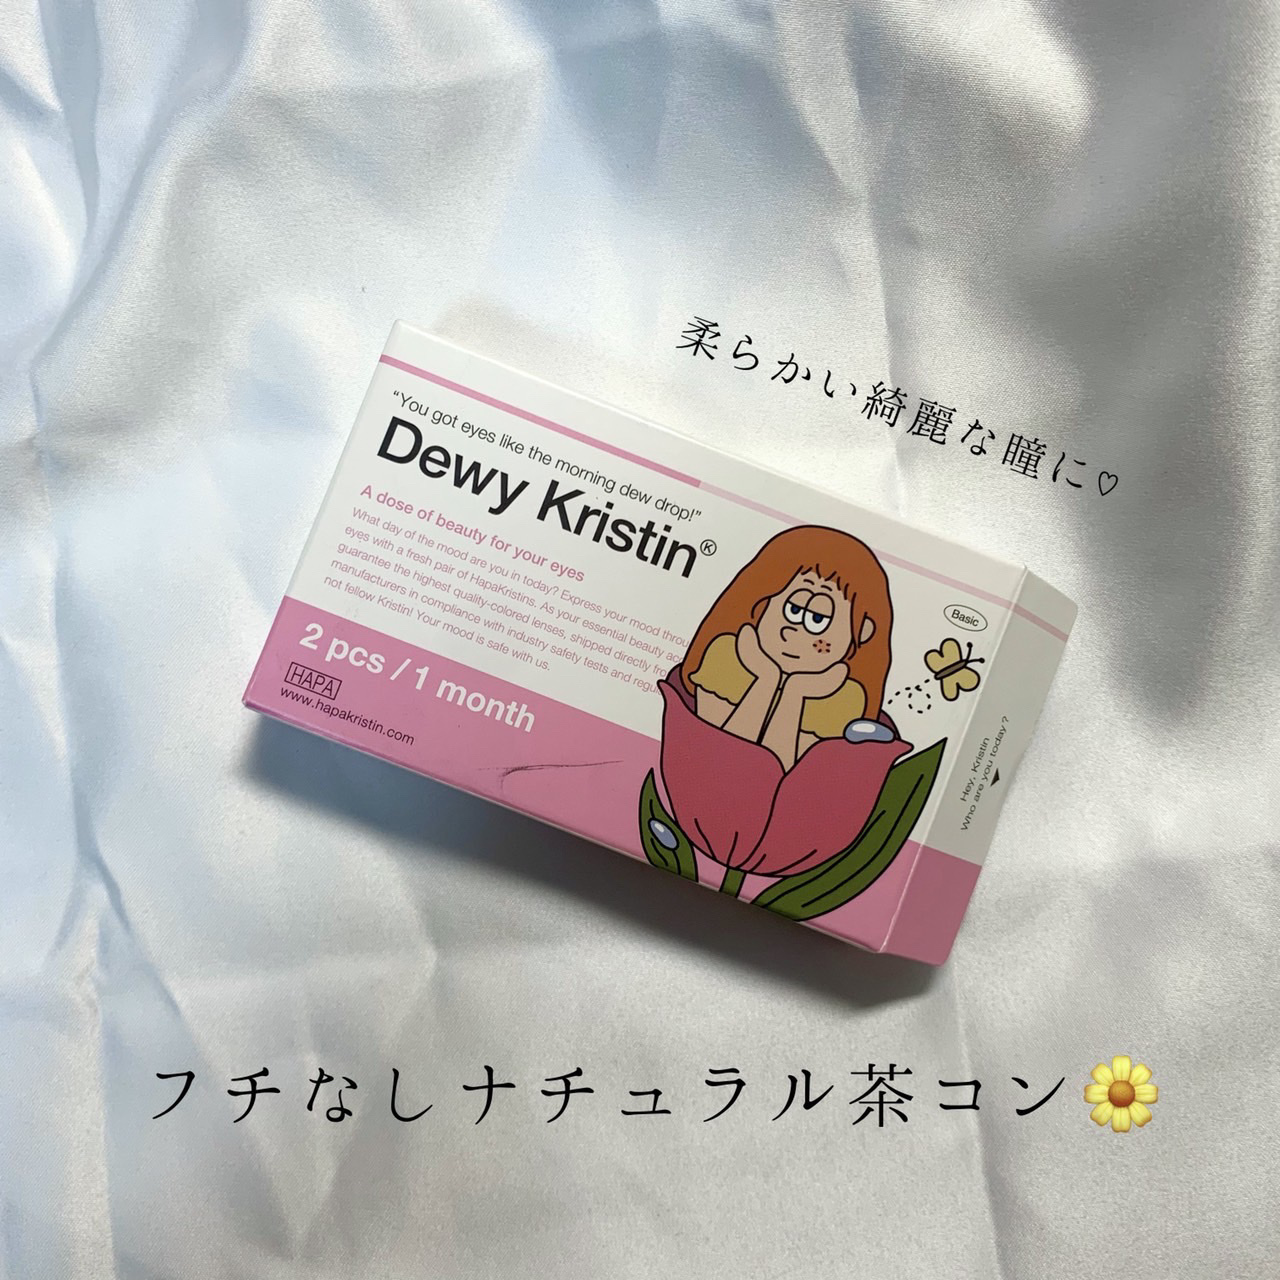 柔らかい綺麗な瞳に♡
"You got eyes like the morning dew drop!"
Dewy Kristin Ⓚ
A dose of beauty for your eyes
What day of the mood are you in today? Express your mood
eyes with a fresh pair of HapaKristins. As your essential beauty
guarantee the highest quality-colored lenses, shipped directly
manufacturers in compliance with industry safety tests and
not fellow Kristin! Your mood is safe with us.
2 pcs / 1 month
HAPA
www.hapakristin.com
Basic
Hey, Kristin
Who are you today?
フチなしナチュラル茶コン🌼